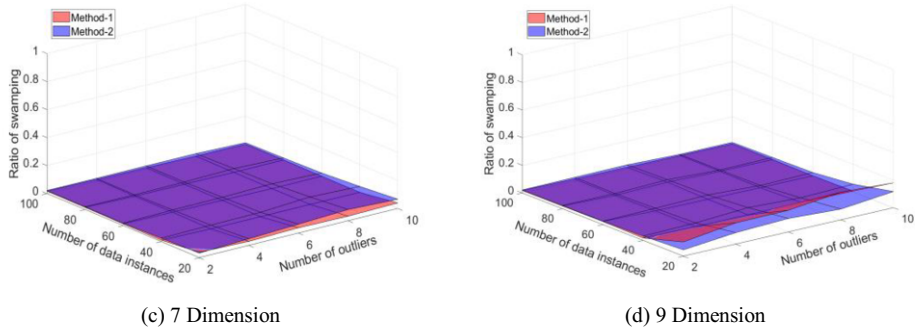 Method-1
Method-2
1
0.8
0.6
0.4
0.2
0
Ratio of swamping
100
80
60
40
20
Number of data instances
2
4
6
8
10
Number of outliers
(c) 7 Dimension
Method-1
Method-2
1
0.8
0.6
0.4
0.2
0
Ratio of swamping
100
80
60
40
20
Number of data instances
2
4
6
8
10
Number of outliers
(d) 9 Dimension